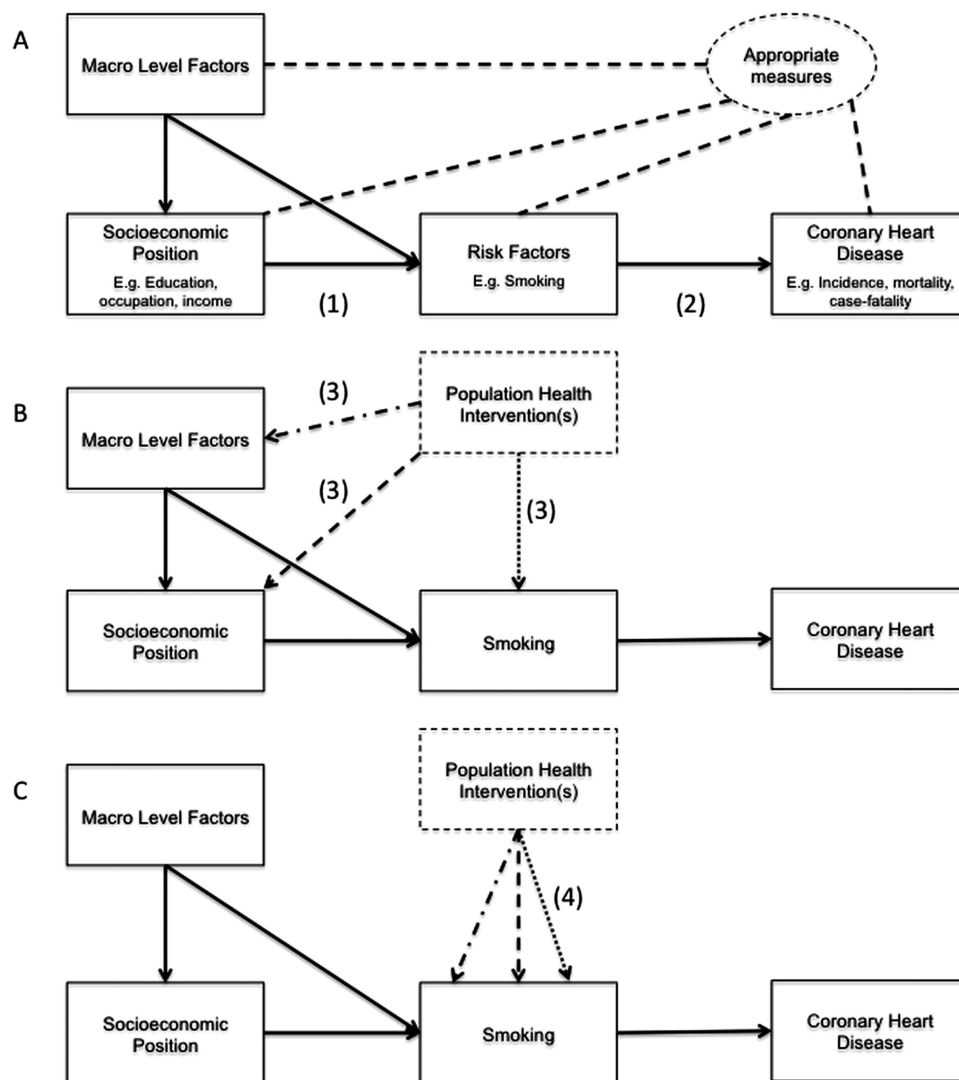 A
Macro Level Factors
Appropriate
measures
Socioeconomic
Position
E.g. Education,
occupation, income
(1)
Risk Factors
E.g. Smoking
(2)
Coronary Heart
Disease
E.g. Incidence, mortality,
case-fatality
B
Macro Level Factors
(3)
Population Health
Intervention(s)
(3)
(3)
Socioeconomic
Position
Smoking
Coronary Heart
Disease
C
Macro Level Factors
Population Health
Intervention(s)
(4)
Socioeconomic
Position
Smoking
Coronary Heart
Disease